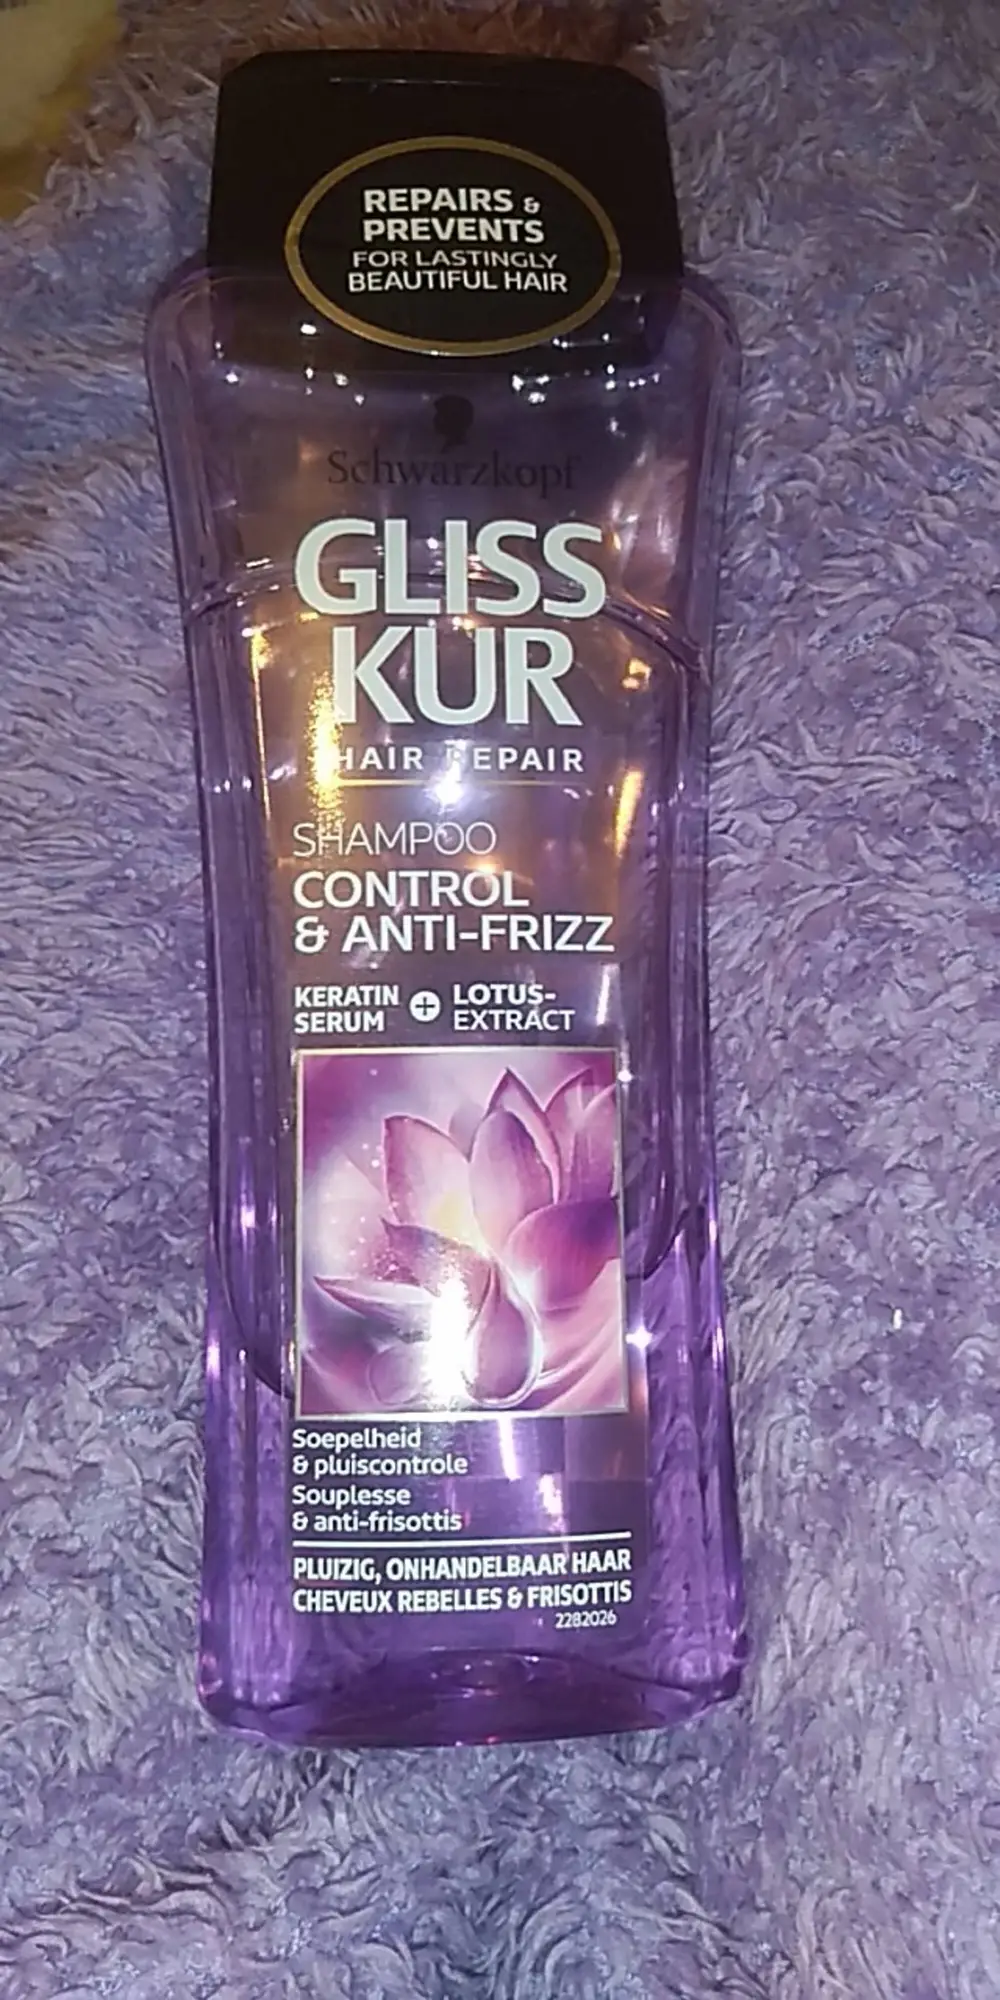 REPAIRS &
PREVENTS
FOR LASTINGLY
BEAUTIFUL HAIR
Schwarzkopf
GLISS
KUR
HAIR REPAIR
SHAMPOO
CONTROL
& ANTI-FRIZZ
KERATIN SERUM + LOTUS-EXTRACT
Soepelheid
& pluiscontrole
Souplesse
& anti-frisottis
PLUIZIG, ONHANDELBAAR HAAR
CHEVEUX REBELLES & FRISOTTIS
2282026